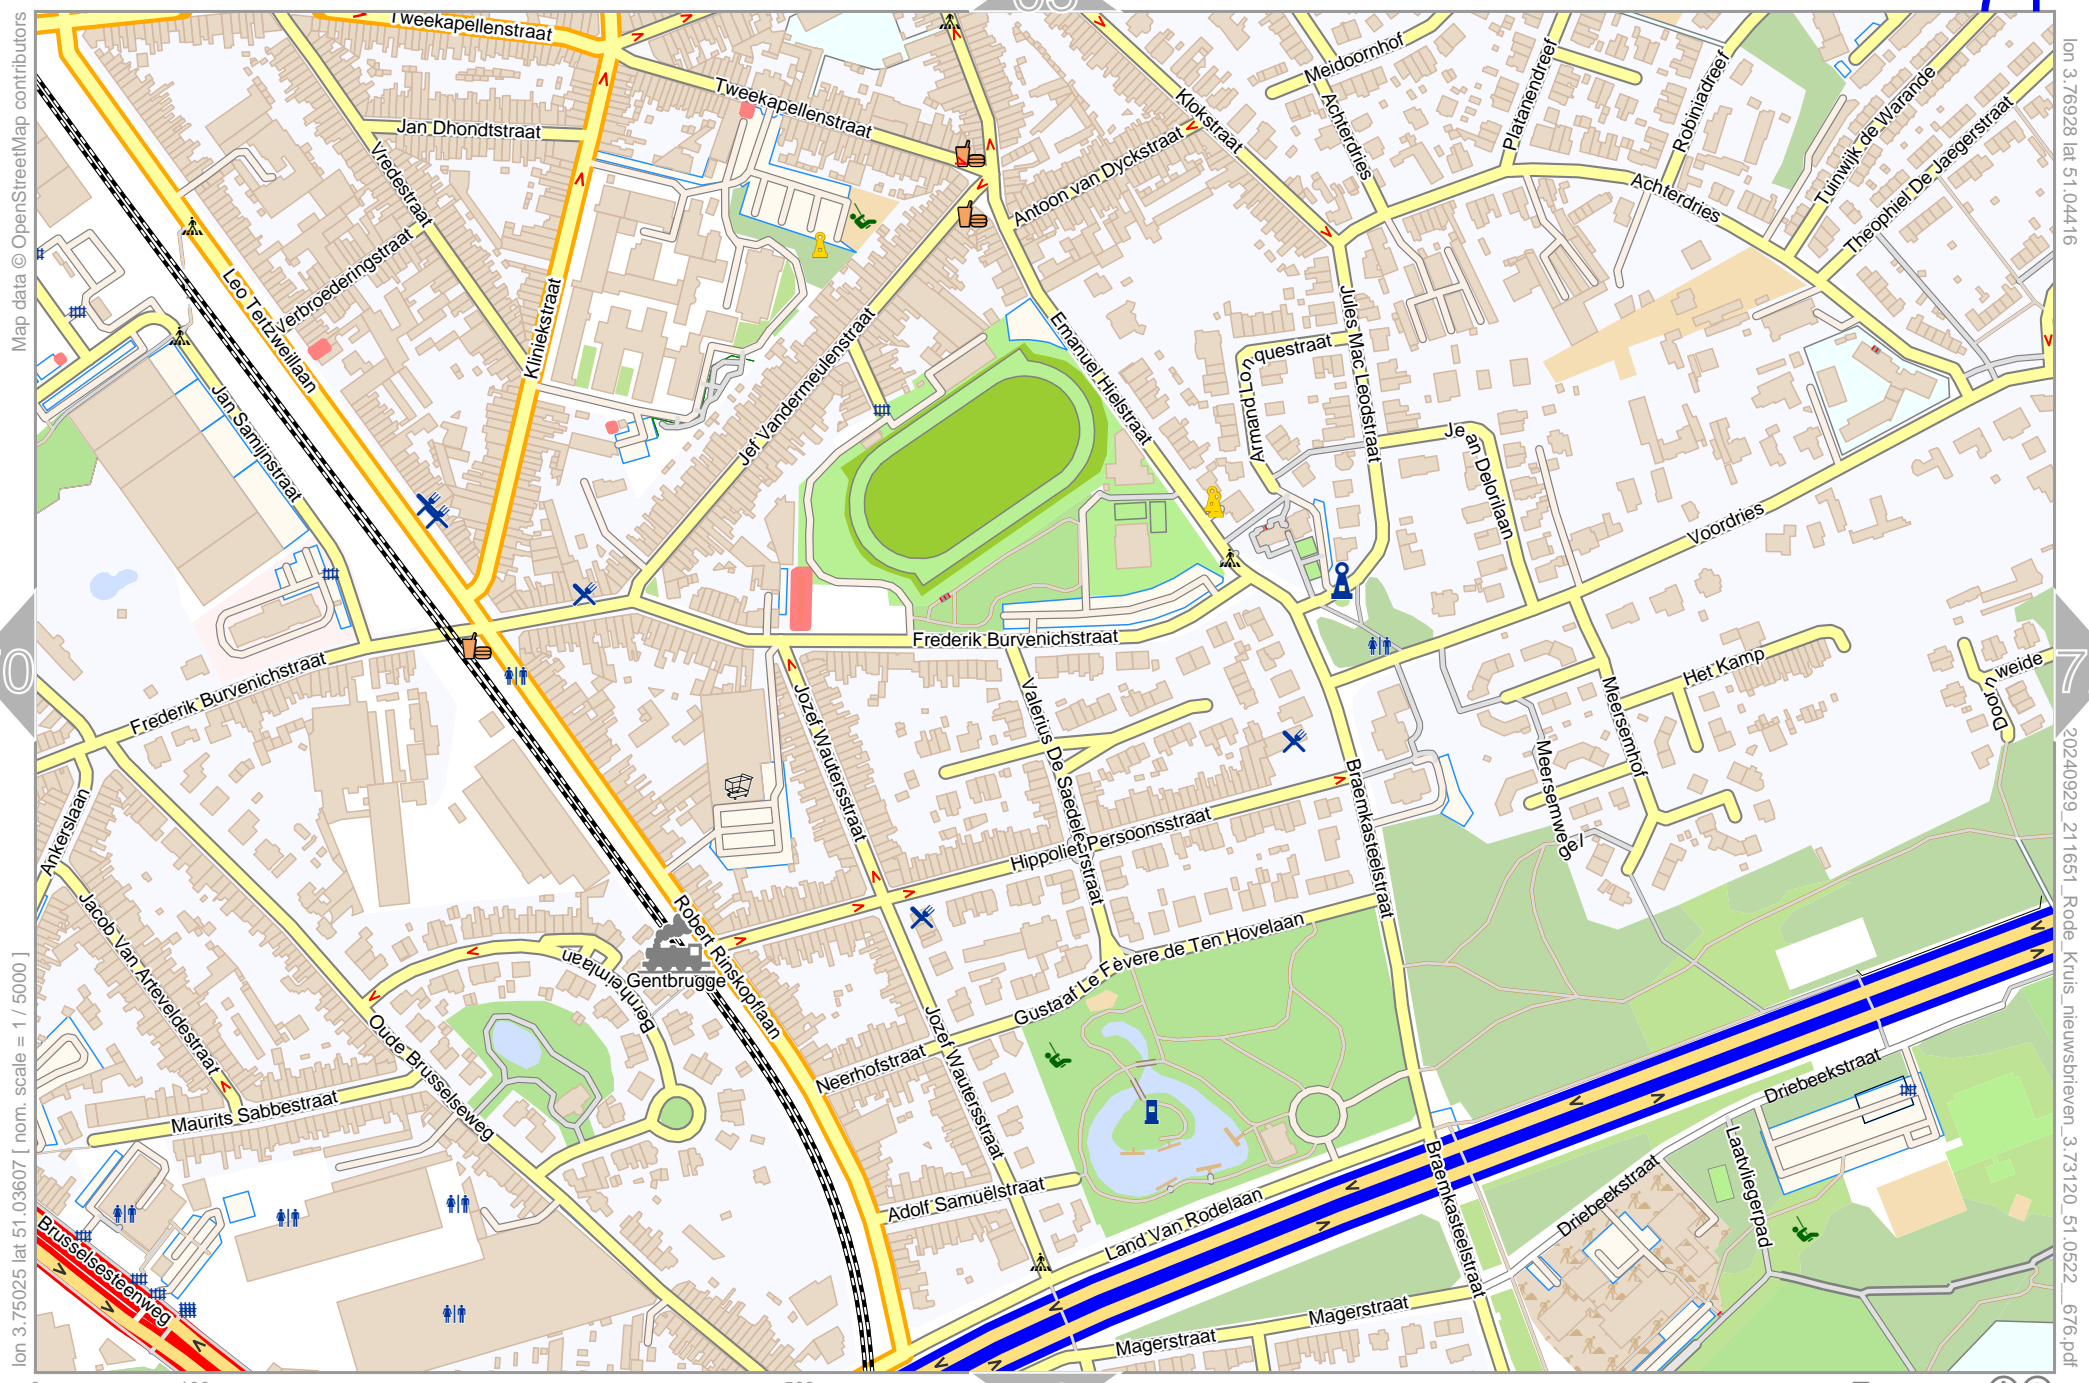 Map data © OpenStreetMap contributors
lon 3.75025 lat 51.03607 [ nom. scale = 1 / 5000 ]
lon 3.76928 lat 51.04416
20240929_211651_Rode_Kruis_nieuwsbrieven_3.73120_51.0522__676.pdf
Tweekapellenstraat
Tweekapellenstraat
Jan Dhondtstraat
Vredestraat
Verbroederingstraat
Leo Tertzweillaan
Kliniekstraat
Jan Samijnstraat
Jef Vandermeulenstraat
Antoon van Dyckstraat
Klokstraat
Meidoornhof
Achterdries
Platanendreef
Robiniadreef
Achterdries
Tuinwijk de Warande
Theophiel De Jaegerstraat
Emanuel Hielstraat
Jules Mac Leodstraat
Jean Delorilaan
Voordries
Frederik Burvenichstraat
Frederik Burvenichstraat
Jozef Wautersstraat
Valerius De Saedeleerstraat
Hippoliet Persoonsstraat
Braemkasteelstraat
Meersemhof
Het Kamp
Meersemwegel
Doornweide
Ankerslaan
Jacob Van Arteveldestraat
Maurits Sabbestraat
Oude Brusselseweg
Bernheimlaan
Gentbrugge
Robert Rinskopflaan
Gustaaf Le Fèvere de Ten Hovelaan
Neerhofstraat
Jozef Wautersstraat
Adolf Samuëlstraat
Land Van Rodelaan
Braemkasteelstraat
Driebeekstraat
Driebeekstraat
Laatvliegerpad
Magerstraat
Magerstraat
Brusselsesteenweg